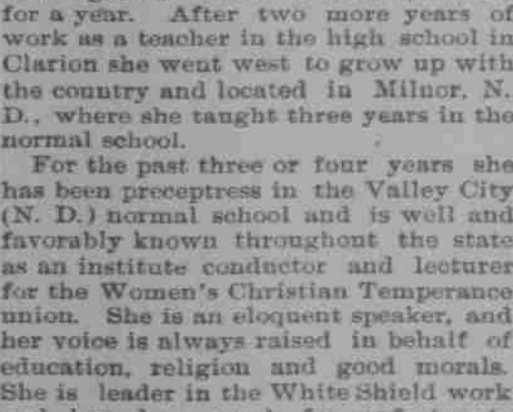 for a year. After two more years of
work as a teacher in the high school in
Clarion she went west to grow up with
the country and located in Milnor, N.
D., where she taught three years in the
normal school.
For the past three or four years she
has been preceptress in the Valley City
(N. D.) normal school and is well and
favorably known throughout the state
as an institute conductor and lecturer
for the Women's Christian Temperance
union. She is an eloquent speaker, and
her voice is always raised in behalf of
education, religion and good morals.
She is leader in the White Shield work